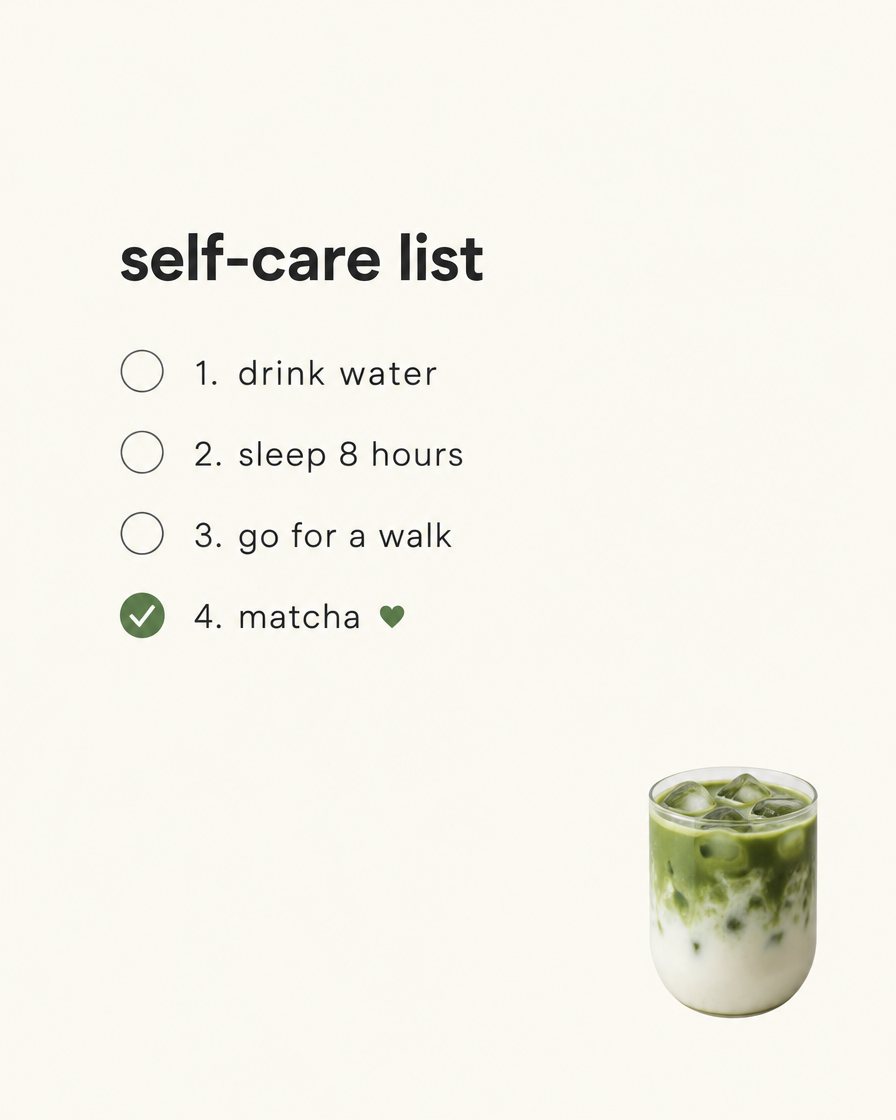 self-care list
1. drink water
2. sleep 8 hours
3. go for a walk
4. matcha